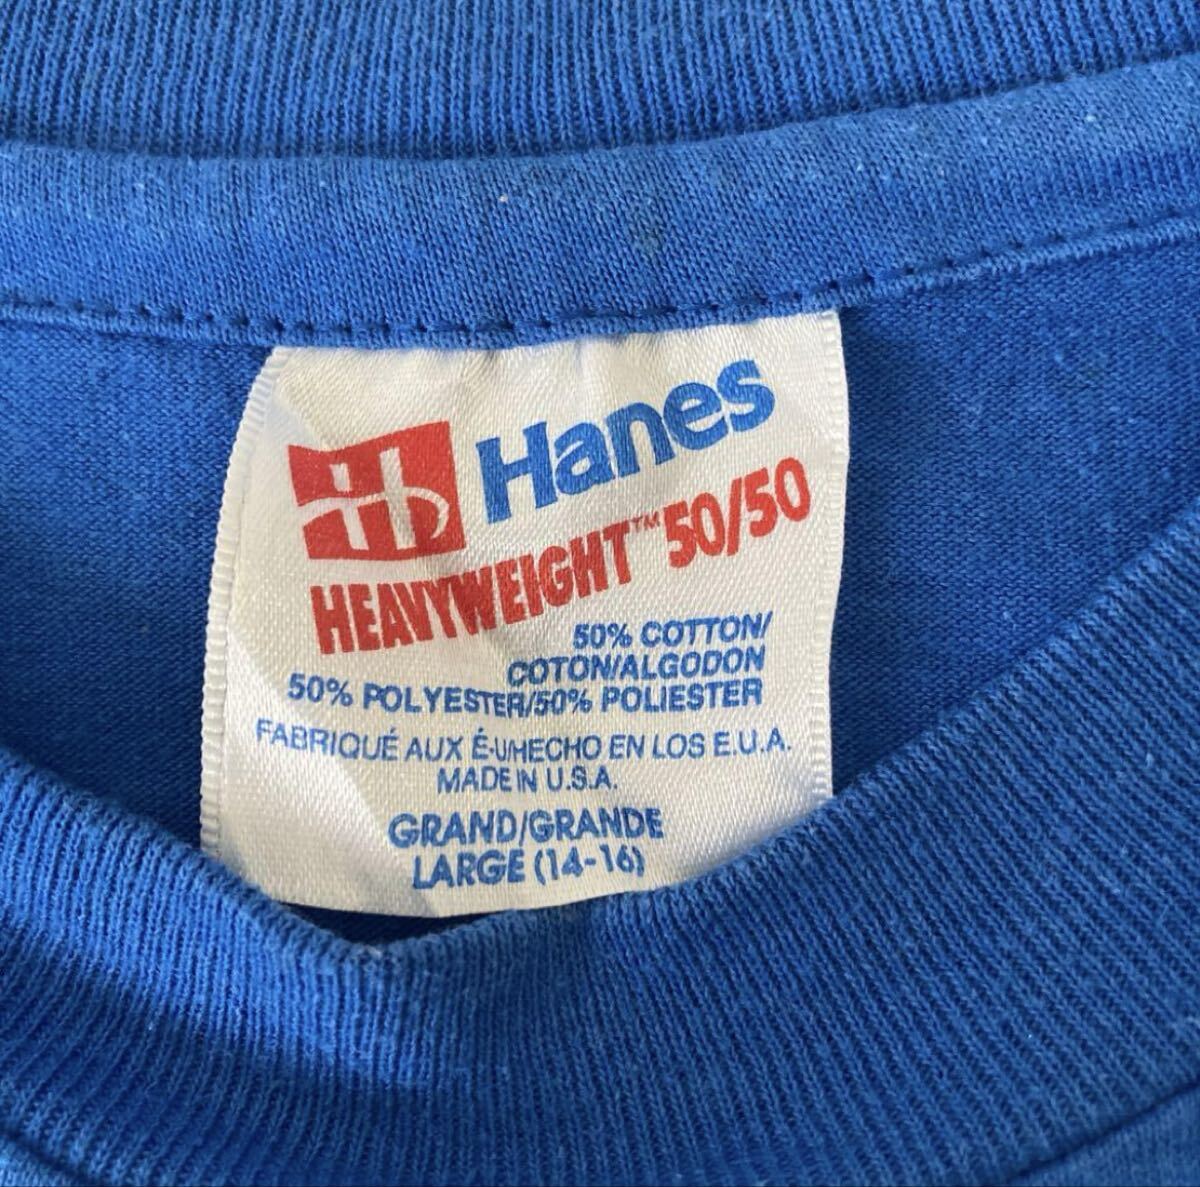 H Hanes
HEAVYWEIGHT™ 50/50
50% COTTON/
COTON/ALGODON
50% POLYESTER/50% POLIESTER
FABRIQUÉ AUX É-U/HECHO EN LOS E.U.A.
MADE IN U.S.A.
GRAND/GRANDE
LARGE (14-16)